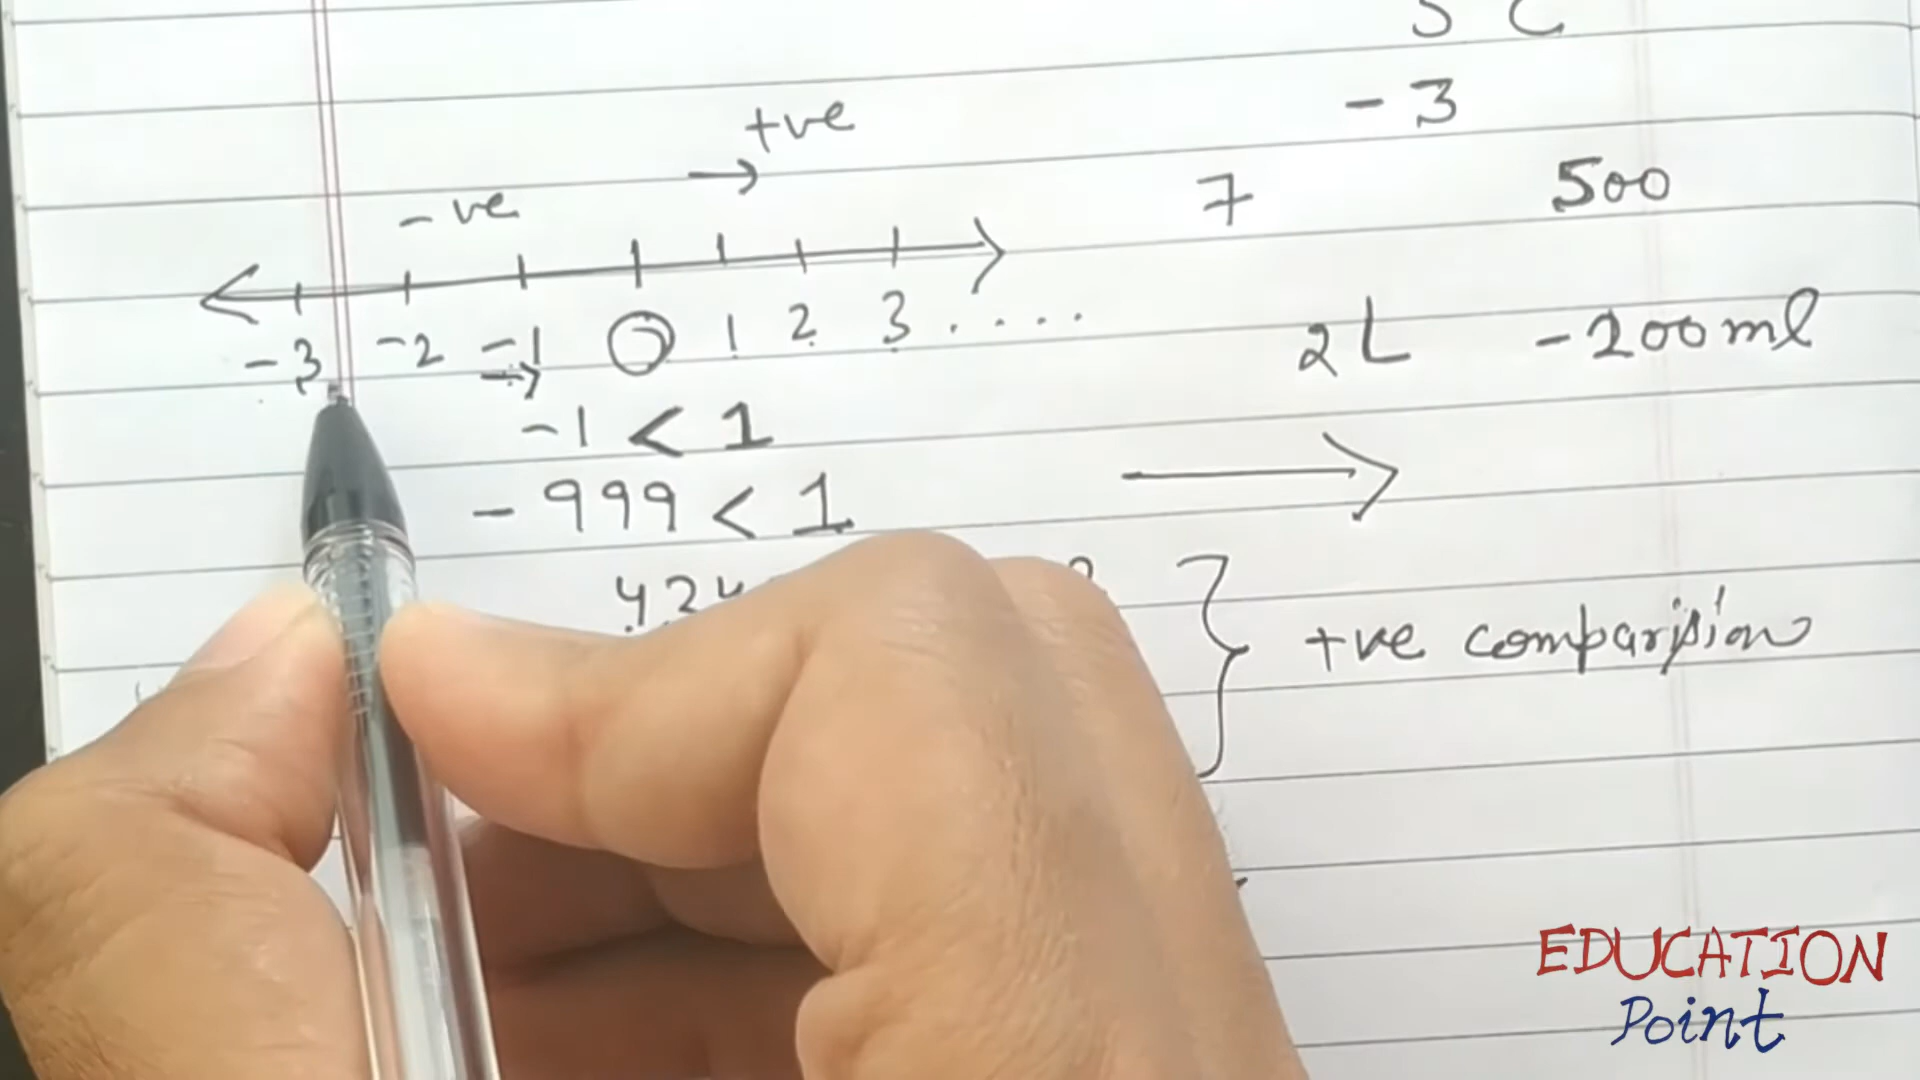 5 C
- 3
+ve
→
7 500
- ve
-3 -2 -1 0 1 2 3 ....
→
2L -200ml
-1 < 1
-999 < 1
+ve comparision
EDUCATION
Point